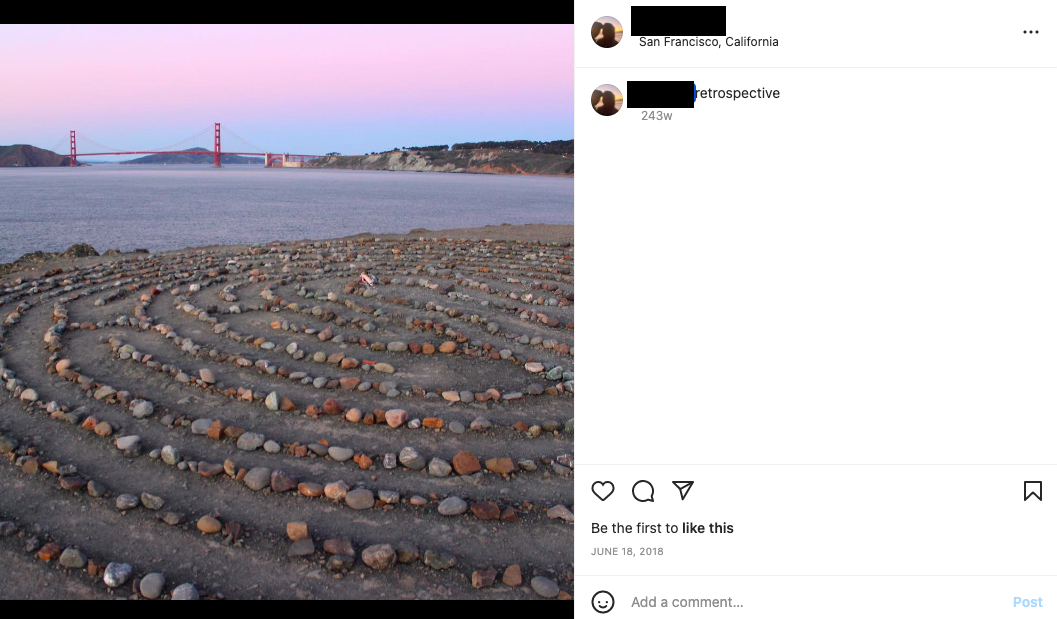 San Francisco, California
retrospective
243w
Be the first to like this
JUNE 18, 2018
Add a comment...
Post